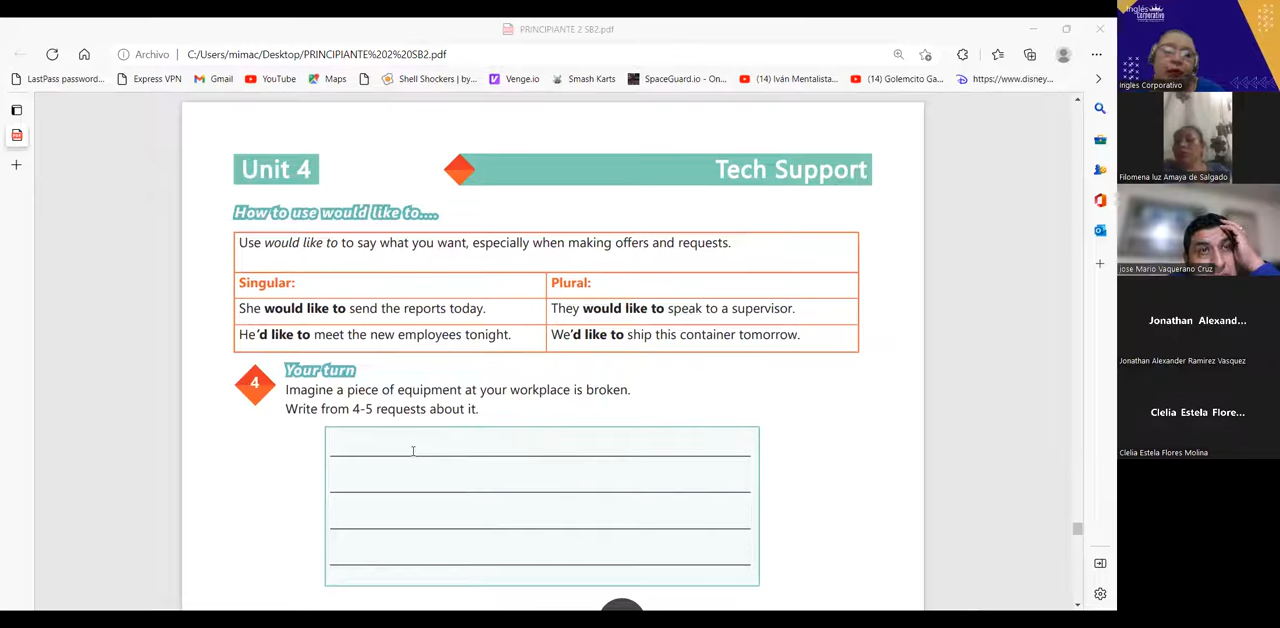 PRINCIPIANTE 2 SB2.pdf
Archivo | C:/Users/mimac/Desktop/PRINCIPIANTE%202%20SB2.pdf
LastPass password... Express VPN Gmail YouTube Maps Shell Shockers | by... Venge.io Smash Karts SpaceGuard.io - On... (14) Iván Mentalista... (14) Golemcito Ga... https://www.disney...
Unit 4
Tech Support
How to use would like to....
Use would like to to say what you want, especially when making offers and requests.
Singular: Plural:
She would like to send the reports today. They would like to speak to a supervisor.
He'd like to meet the new employees tonight. We'd like to ship this container tomorrow.
4
Your turn
Imagine a piece of equipment at your workplace is broken.
Write from 4-5 requests about it.
Inglés
Corporativo
Ingles Corporativo
Filomena luz Amaya de Salgado
jose Mario Vaquerano Cruz
Jonathan Alexand...
Jonathan Alexander Ramirez Vasquez
Clelia Estela Flore...
Clelia Estela Flores Molina